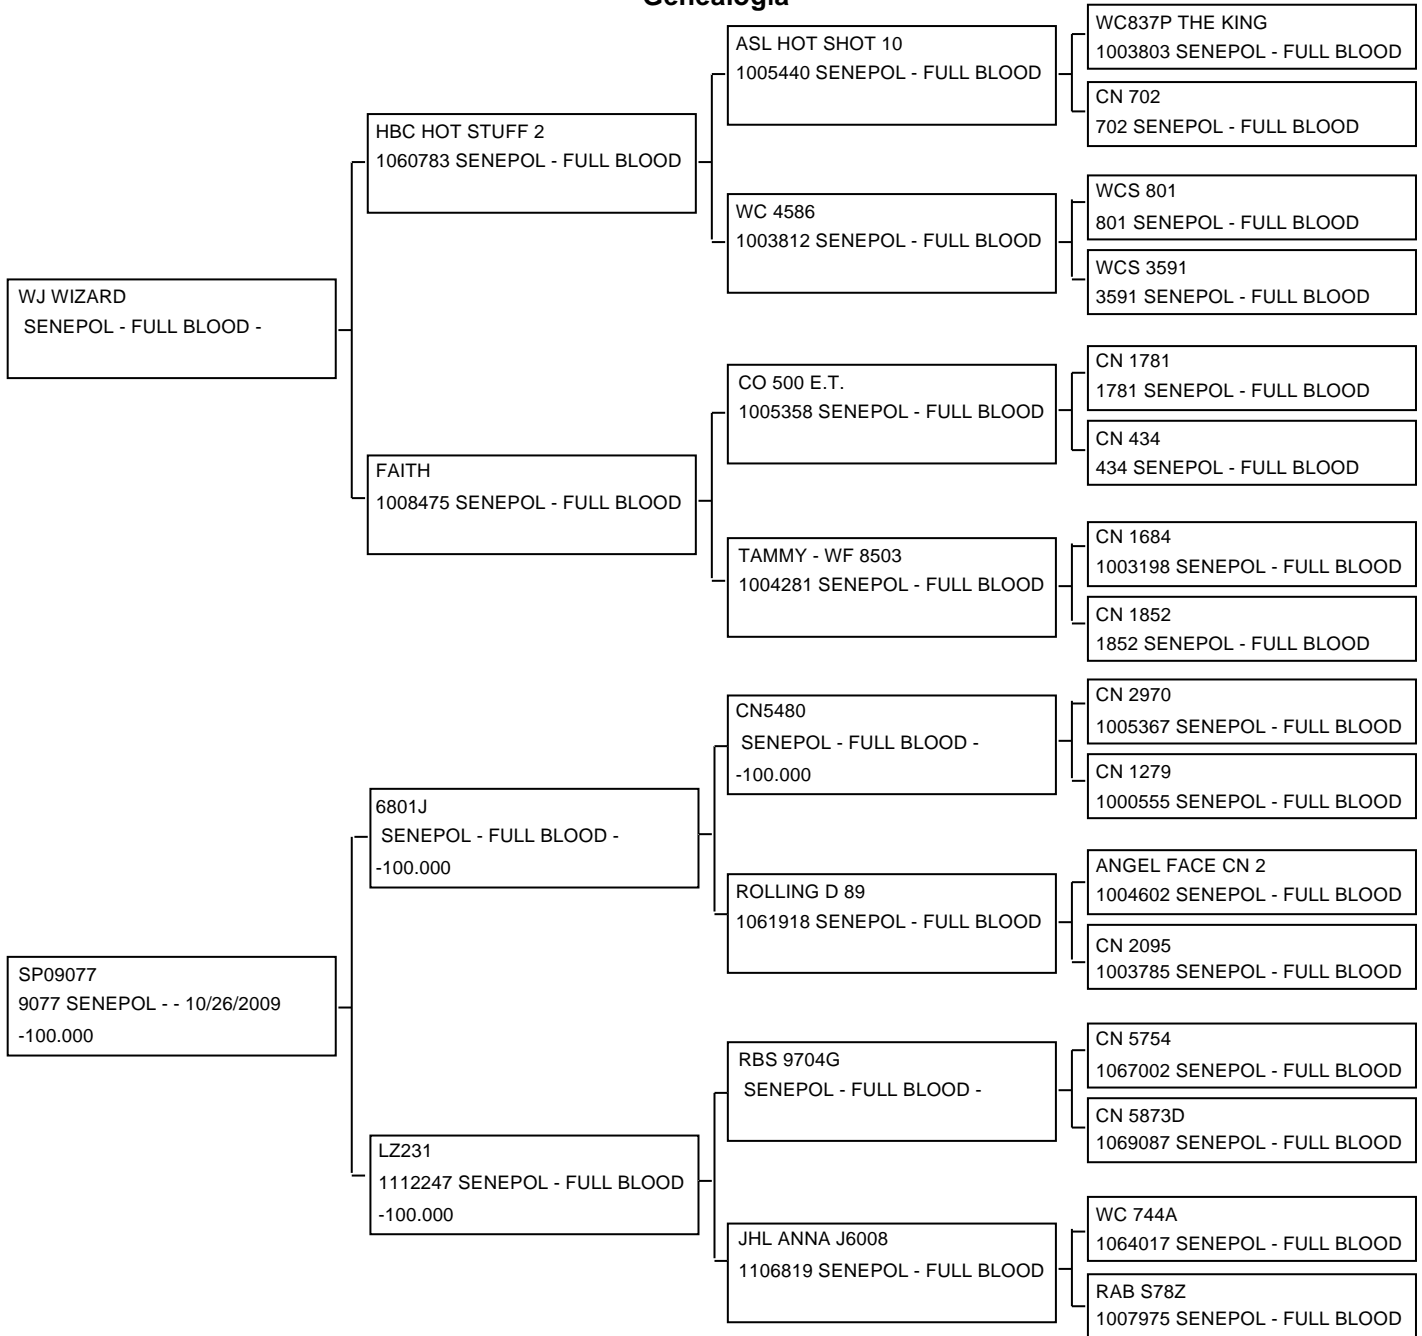 Genealogia
WJ WIZARD
SENEPOL - FULL BLOOD -
SP09077
9077 SENEPOL - - 10/26/2009
-100.000
HBC HOT STUFF 2
1060783 SENEPOL - FULL BLOOD
FAITH
1008475 SENEPOL - FULL BLOOD
6801J
SENEPOL - FULL BLOOD -
-100.000
LZ231
1112247 SENEPOL - FULL BLOOD
-100.000
ASL HOT SHOT 10
1005440 SENEPOL - FULL BLOOD
WC 4586
1003812 SENEPOL - FULL BLOOD
CO 500 E.T.
1005358 SENEPOL - FULL BLOOD
TAMMY - WF 8503
1004281 SENEPOL - FULL BLOOD
CN5480
SENEPOL - FULL BLOOD -
-100.000
ROLLING D 89
1061918 SENEPOL - FULL BLOOD
RBS 9704G
SENEPOL - FULL BLOOD -
JHL ANNA J6008
1106819 SENEPOL - FULL BLOOD
WC837P THE KING
1003803 SENEPOL - FULL BLOOD
CN 702
702 SENEPOL - FULL BLOOD
WCS 801
801 SENEPOL - FULL BLOOD
WCS 3591
3591 SENEPOL - FULL BLOOD
CN 1781
1781 SENEPOL - FULL BLOOD
CN 434
434 SENEPOL - FULL BLOOD
CN 1684
1003198 SENEPOL - FULL BLOOD
CN 1852
1852 SENEPOL - FULL BLOOD
CN 2970
1005367 SENEPOL - FULL BLOOD
CN 1279
1000555 SENEPOL - FULL BLOOD
ANGEL FACE CN 2
1004602 SENEPOL - FULL BLOOD
CN 2095
1003785 SENEPOL - FULL BLOOD
CN 5754
1067002 SENEPOL - FULL BLOOD
CN 5873D
1069087 SENEPOL - FULL BLOOD
WC 744A
1064017 SENEPOL - FULL BLOOD
RAB S78Z
1007975 SENEPOL - FULL BLOOD